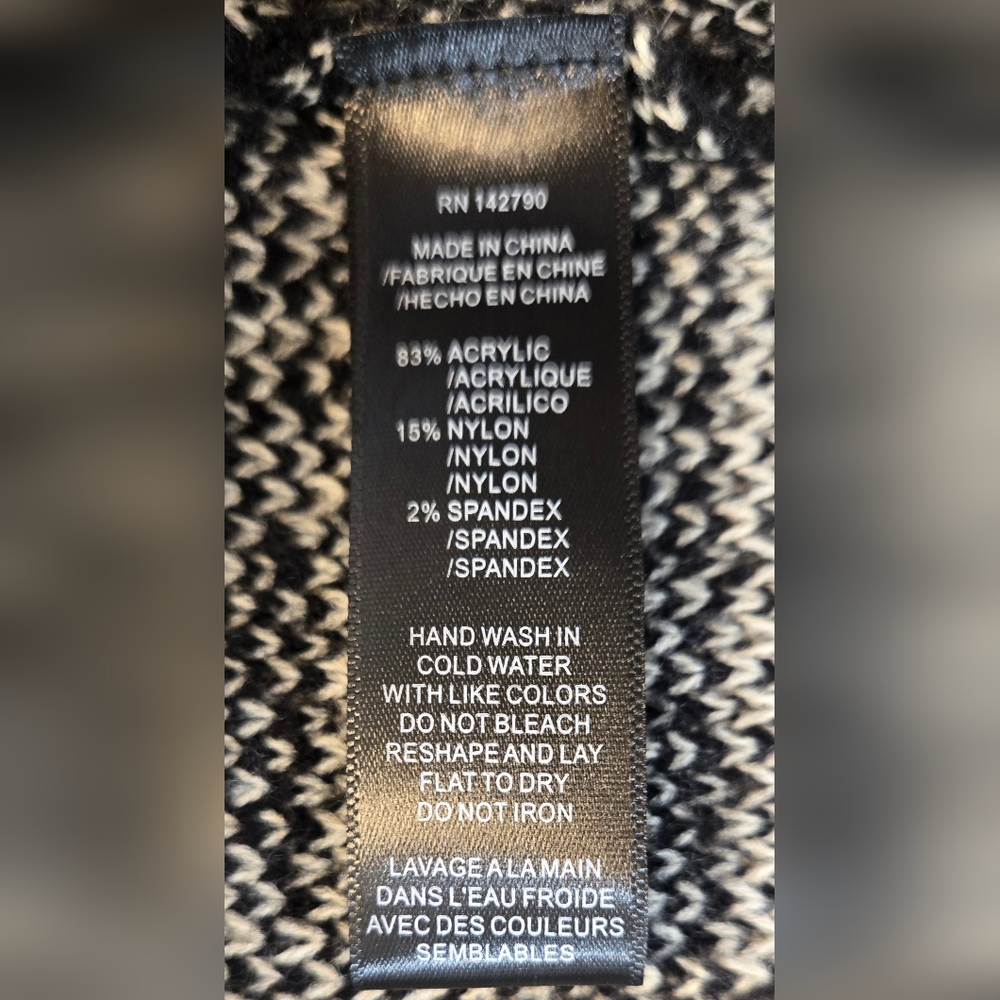 RN 142790
MADE IN CHINA
/FABRIQUE EN CHINE
/HECHO EN CHINA
83% ACRYLIC
/ACRYLIQUE
/ACRILICO
15% NYLON
/NYLON
/NYLON
2% SPANDEX
/SPANDEX
/SPANDEX
HAND WASH IN
COLD WATER
WITH LIKE COLORS
DO NOT BLEACH
RESHAPE AND LAY
FLAT TO DRY
DO NOT IRON
LAVAGE A LA MAIN
DANS L'EAU FROIDE
AVEC DES COULEURS
SEMBLABLES